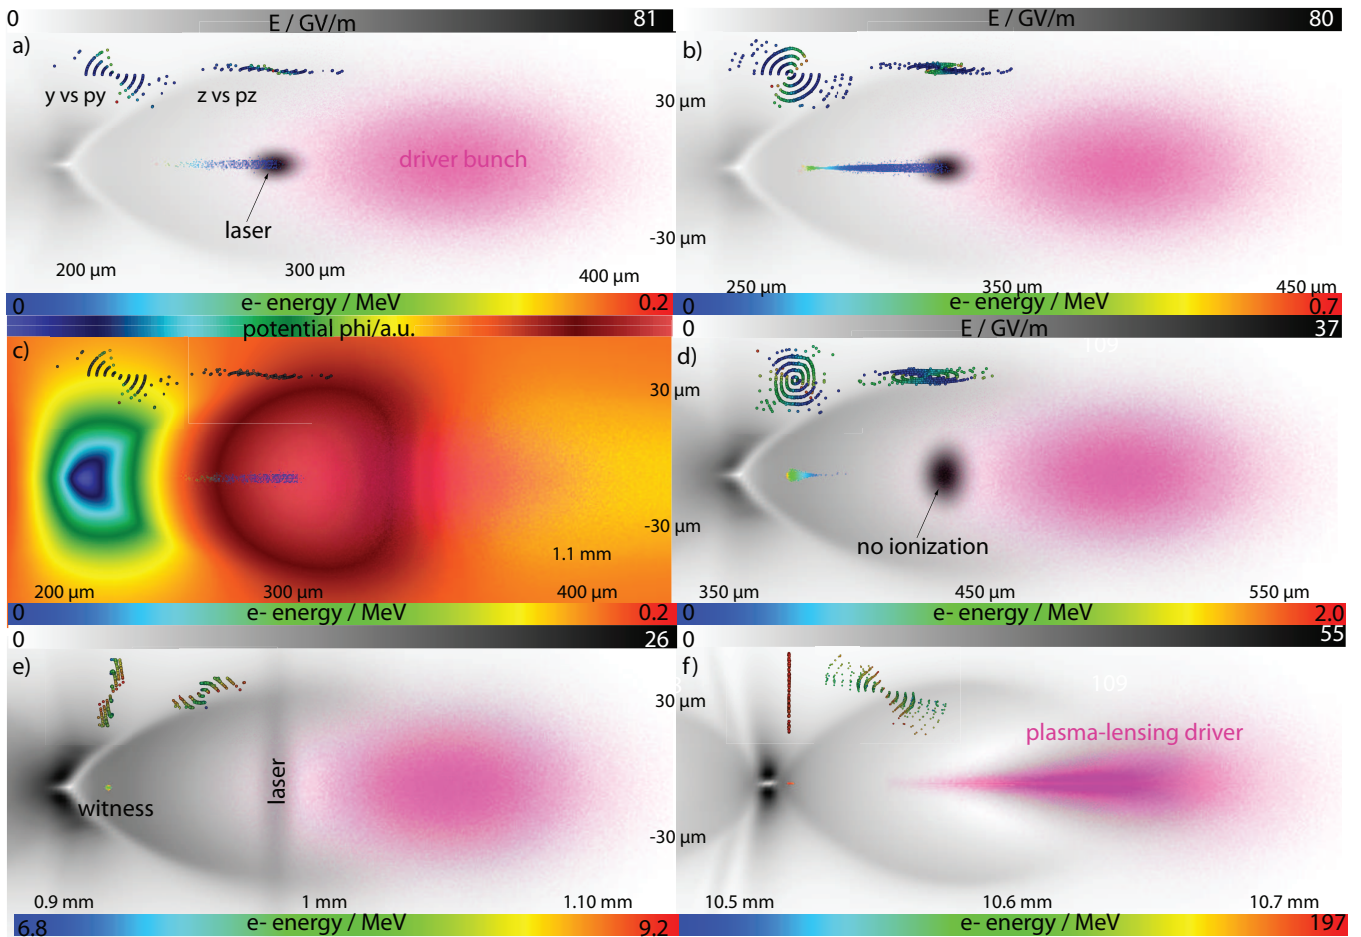 0 E / GV/m 81
a)
y vs py z vs pz
30 µm
driver bunch
laser
-30 µm
200 µm 300 µm 400 µm
0 e- energy / MeV 0.2
0 E / GV/m 80
b)
250 µm 350 µm 450 µm
0 e- energy / MeV 0.7
potential phi/a.u.
c)
30 µm
-30 µm
1.1 mm
200 µm 300 µm 400 µm
0 e- energy / MeV 0.2
0 E / GV/m 37
d) 109
no ionization
350 µm 450 µm 550 µm
0 e- energy / MeV 2.0
0 26
e)
30 µm
witness
laser
-30 µm
0.9 mm 1 mm 1.10 mm
6.8 e- energy / MeV 9.2
0 55
f)
109
plasma-lensing driver
10.5 mm 10.6 mm 10.7 mm
e- energy / MeV 197